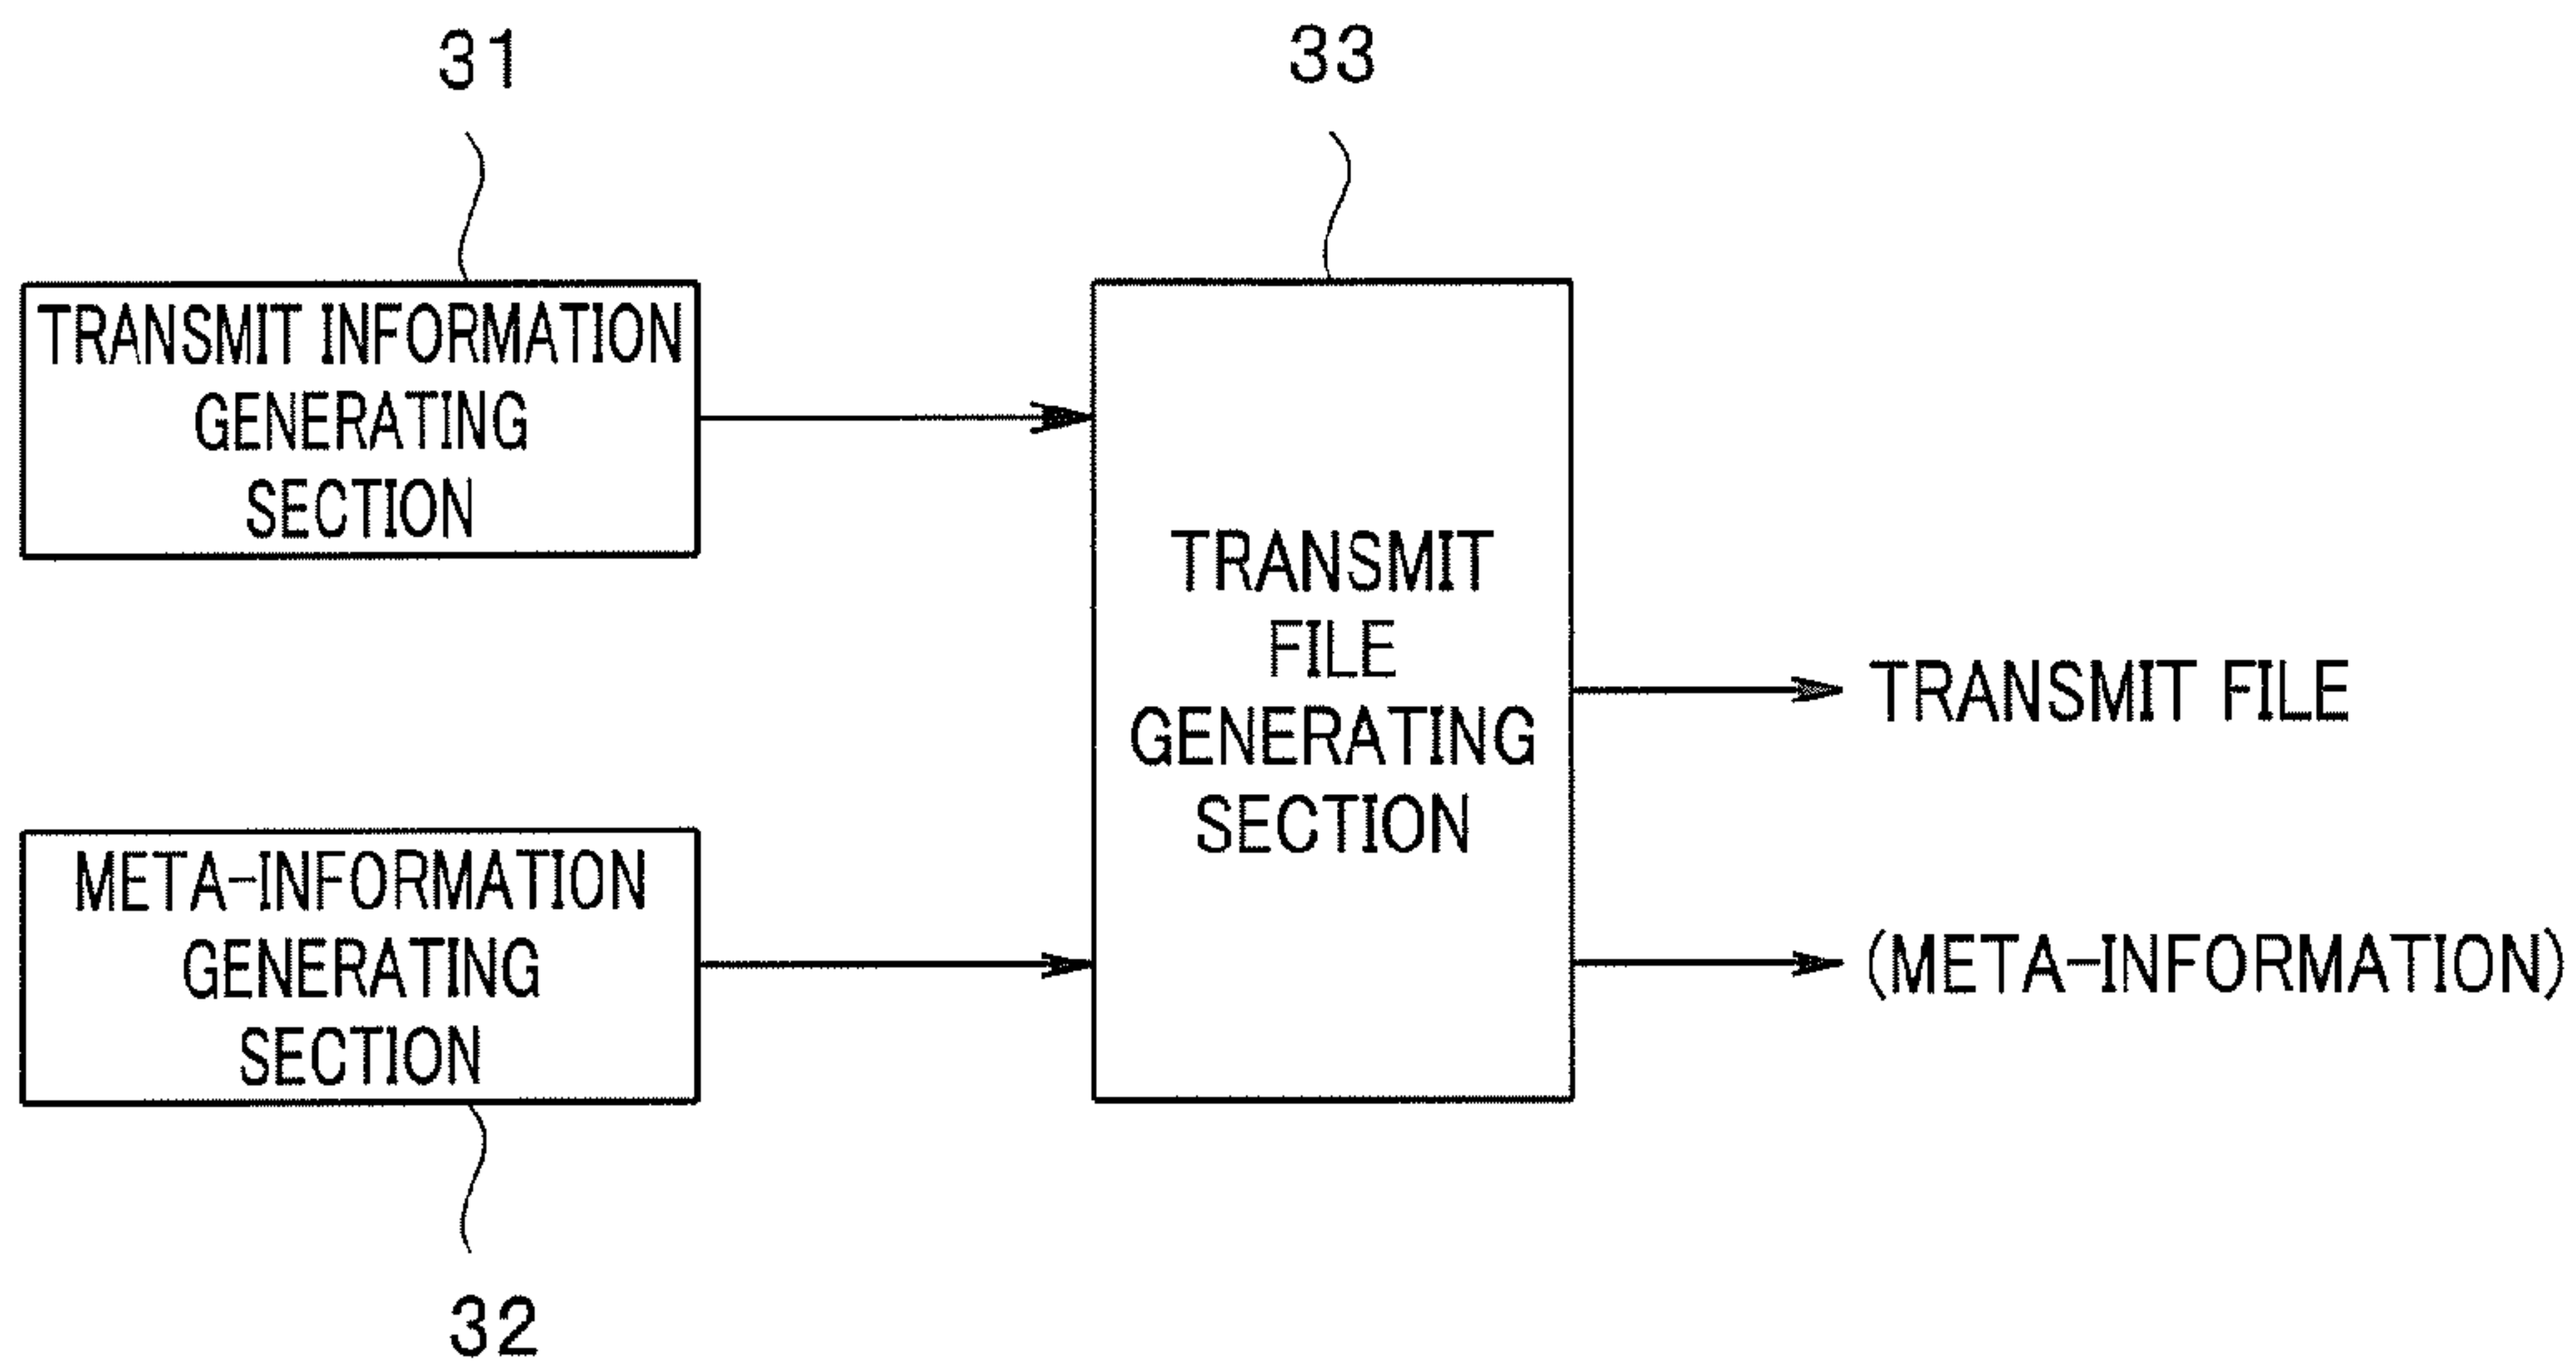 31
33
TRANSMIT INFORMATION
GENERATING
SECTION
TRANSMIT
FILE
GENERATING
SECTION
TRANSMIT FILE
META-INFORMATION
GENERATING
SECTION
(META-INFORMATION)
32